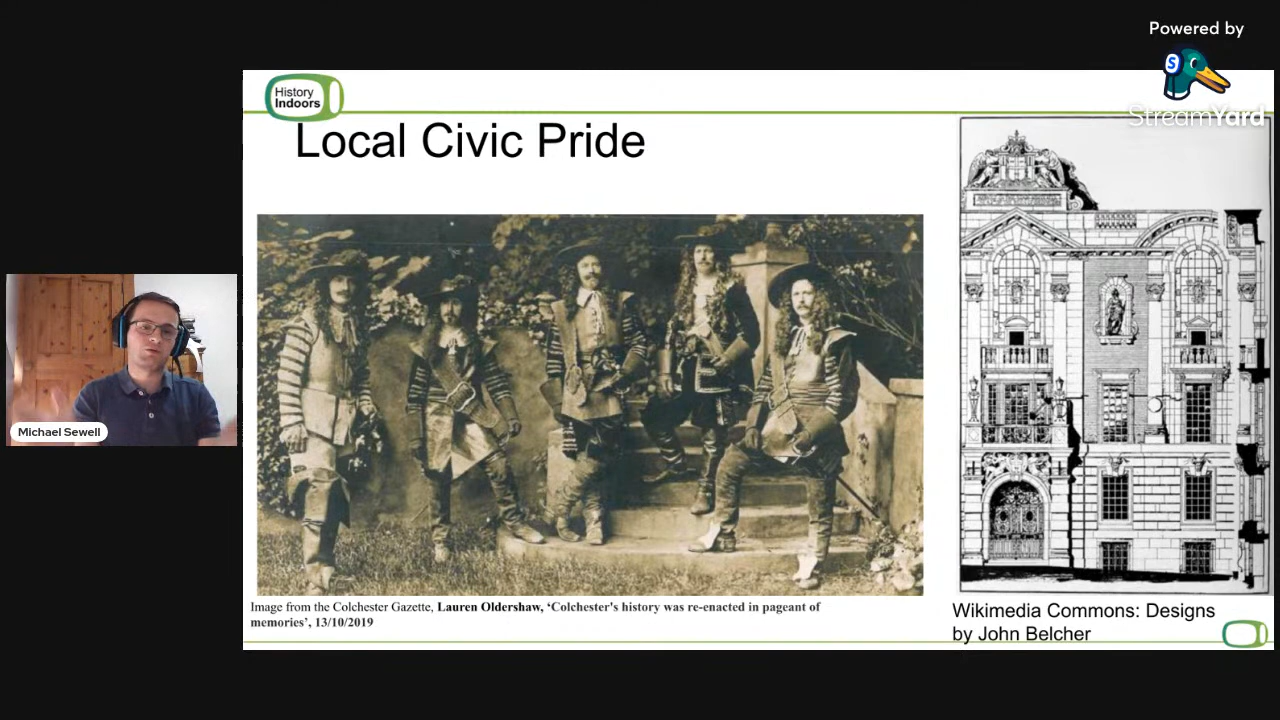 Powered by
StreamYard
History
Indoors
Local Civic Pride
Michael Sewell
Image from the Colchester Gazette, Lauren Oldershaw, ‘Colchester's history was re-enacted in pageant of
memories’, 13/10/2019
Wikimedia Commons: Designs
by John Belcher